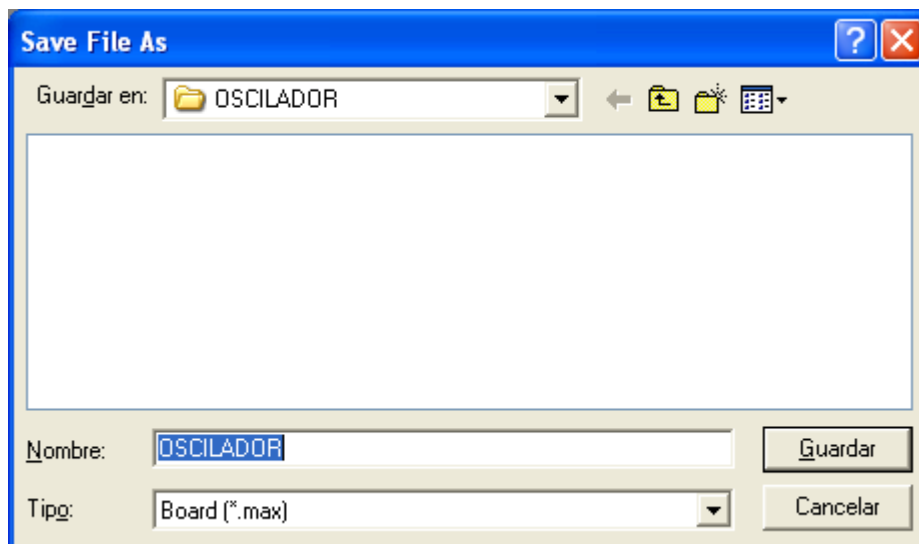 Save File As
Guardar en: OSCILADOR
Nombre: OSCILADOR Guardar
Tipo: Board (*.max) Cancelar